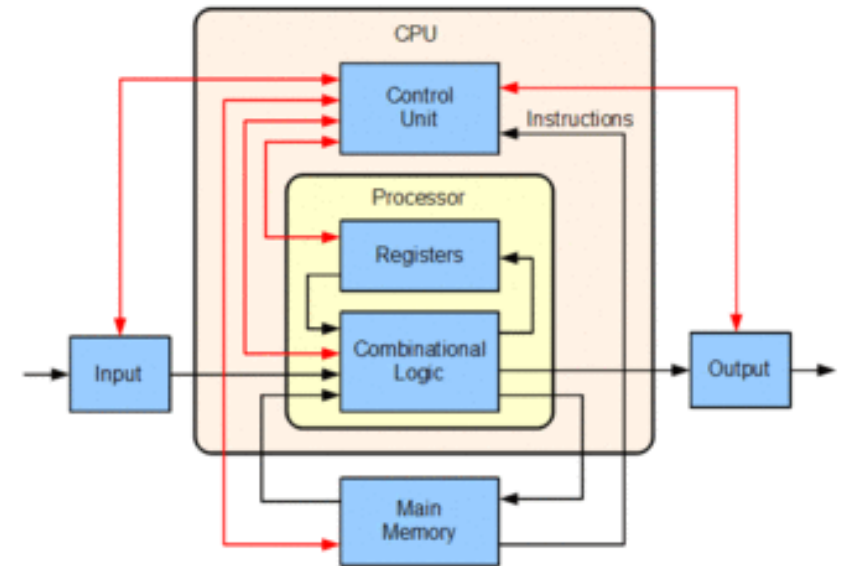 CPU
Control
Unit
Instructions
Processor
Registers
Combinational
Logic
Input
Output
Main
Memory